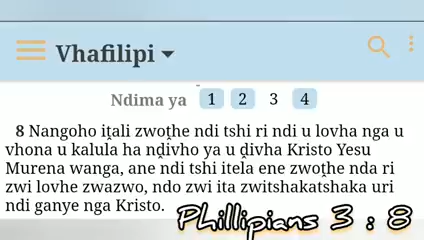 Vhafilipi
Ndima ya 1 2 3 4
8 Nangoho iṱali zwoṱhe ndi tshi ri ndi u lovha nga u
vhona u kalula ha nḓivho ya u ḓivha Kristo Yesu
Murena wanga, ane ndi tshi itela ene zwoṱhe nda ri
zwi lovhe zwazwo, ndo zwi ita zwitshakatshaka uri
ndi ganye nga Kristo.
Phillipians 3 : 8